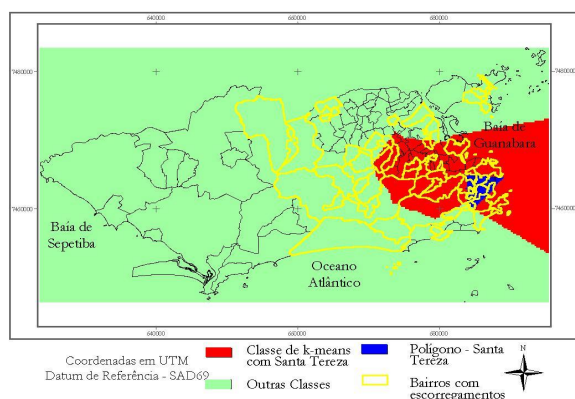 640000 660000 680000
7480000 7480000
Baía de
Guanabara
7460000 7460000
Baía de
Sepetiba
Oceano
Atlântico
640000 660000 680000
Coordenadas em UTM
Datum de Referência - SAD69
Classe de k-means
com Santa Tereza
Polígono - Santa
Tereza
Outras Classes
Bairros com
escorregamentos
N